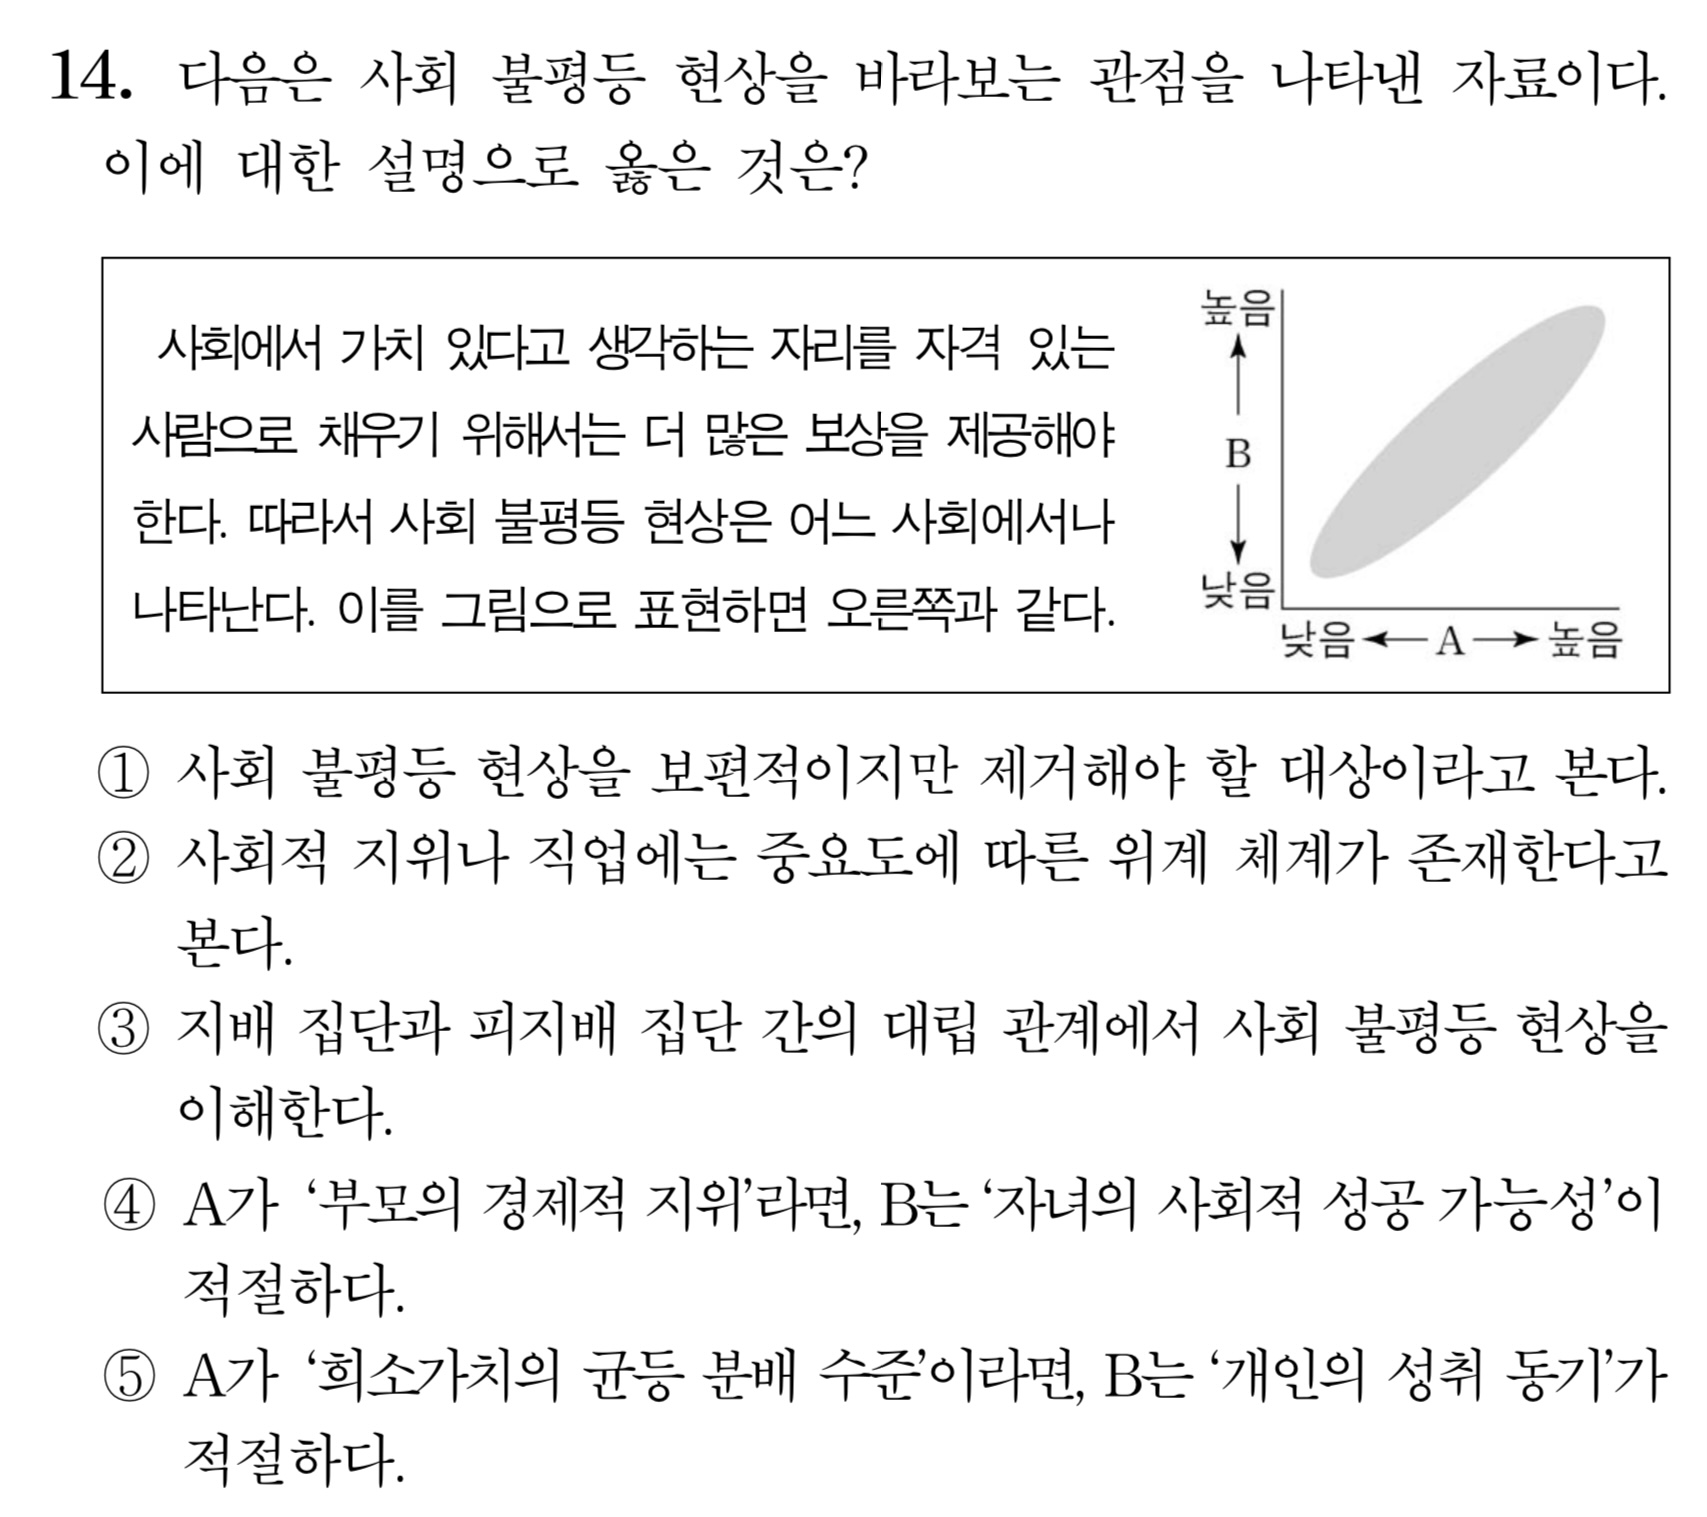 14. 다음은 사회 불평등 현상을 바라보는 관점을 나타낸 자료이다.
이에 대한 설명으로 옳은 것은?
사회에서 가치 있다고 생각하는 자리를 자격 있는
사람으로 채우기 위해서는 더 많은 보상을 제공해야
한다. 따라서 사회 불평등 현상은 어느 사회에서나
나타난다. 이를 그림으로 표현하면 오른쪽과 같다.
높음
B
낮음
낮음 ← A → 높음
① 사회 불평등 현상을 보편적이지만 제거해야 할 대상이라고 본다.
② 사회적 지위나 직업에는 중요도에 따른 위계 체계가 존재한다고
본다.
③ 지배 집단과 피지배 집단 간의 대립 관계에서 사회 불평등 현상을
이해한다.
④ A가 ‘부모의 경제적 지위’라면, B는 ‘자녀의 사회적 성공 가능성’이
적절하다.
⑤ A가 ‘희소가치의 균등 분배 수준’이라면, B는 ‘개인의 성취 동기’가
적절하다.